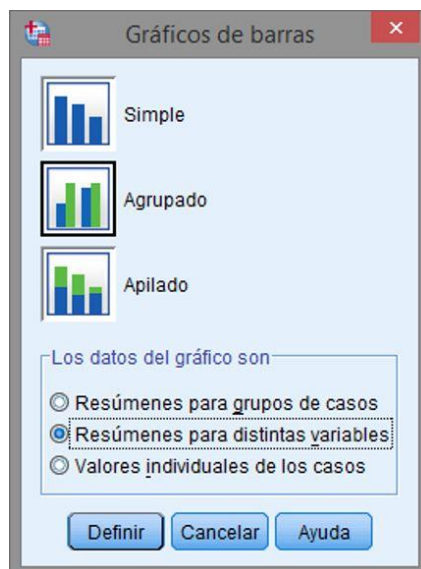 Gráficos de barras
Simple
Agrupado
Apilado
Los datos del gráfico son
Resúmenes para grupos de casos
Resúmenes para distintas variables
Valores individuales de los casos
Definir Cancelar Ayuda